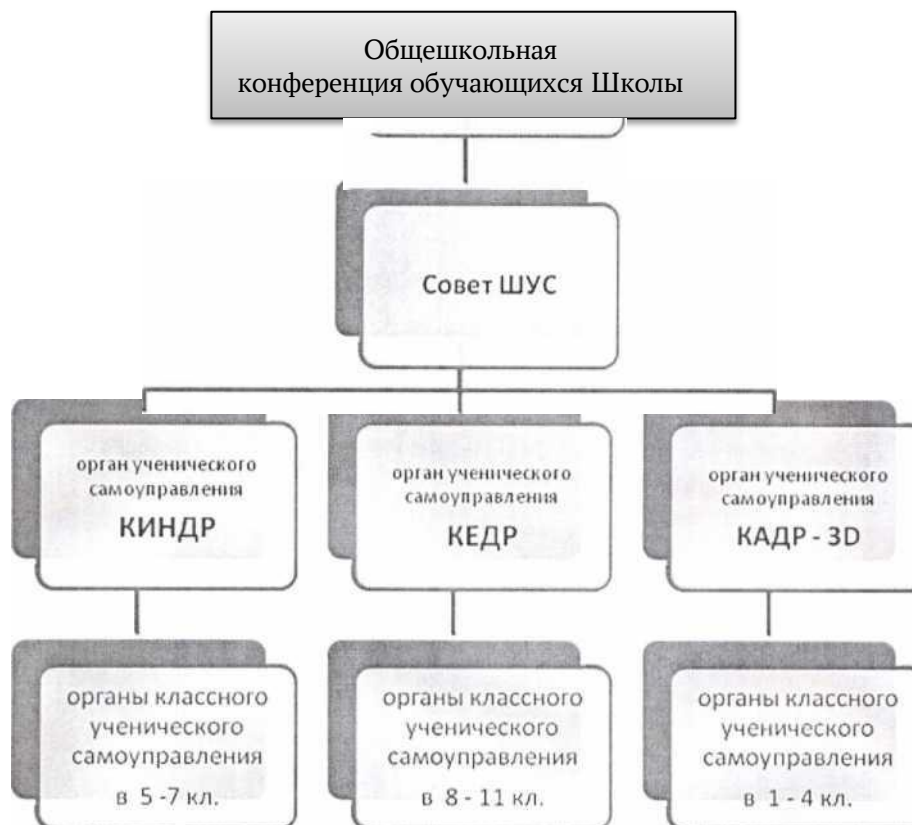 Общешкольная
конференция обучающихся Школы
Совет ШУС
орган ученического
самоуправления
КИНДР
орган ученического
самоуправления
КЕДР
орган ученического
самоуправления
КАДР - 3D
органы классного
ученического
самоуправления
в 5 -7 кл.
органы классного
ученического
самоуправления
в 8 - 11 кл.
органы классного
ученического
самоуправления
в 1 - 4 кл.